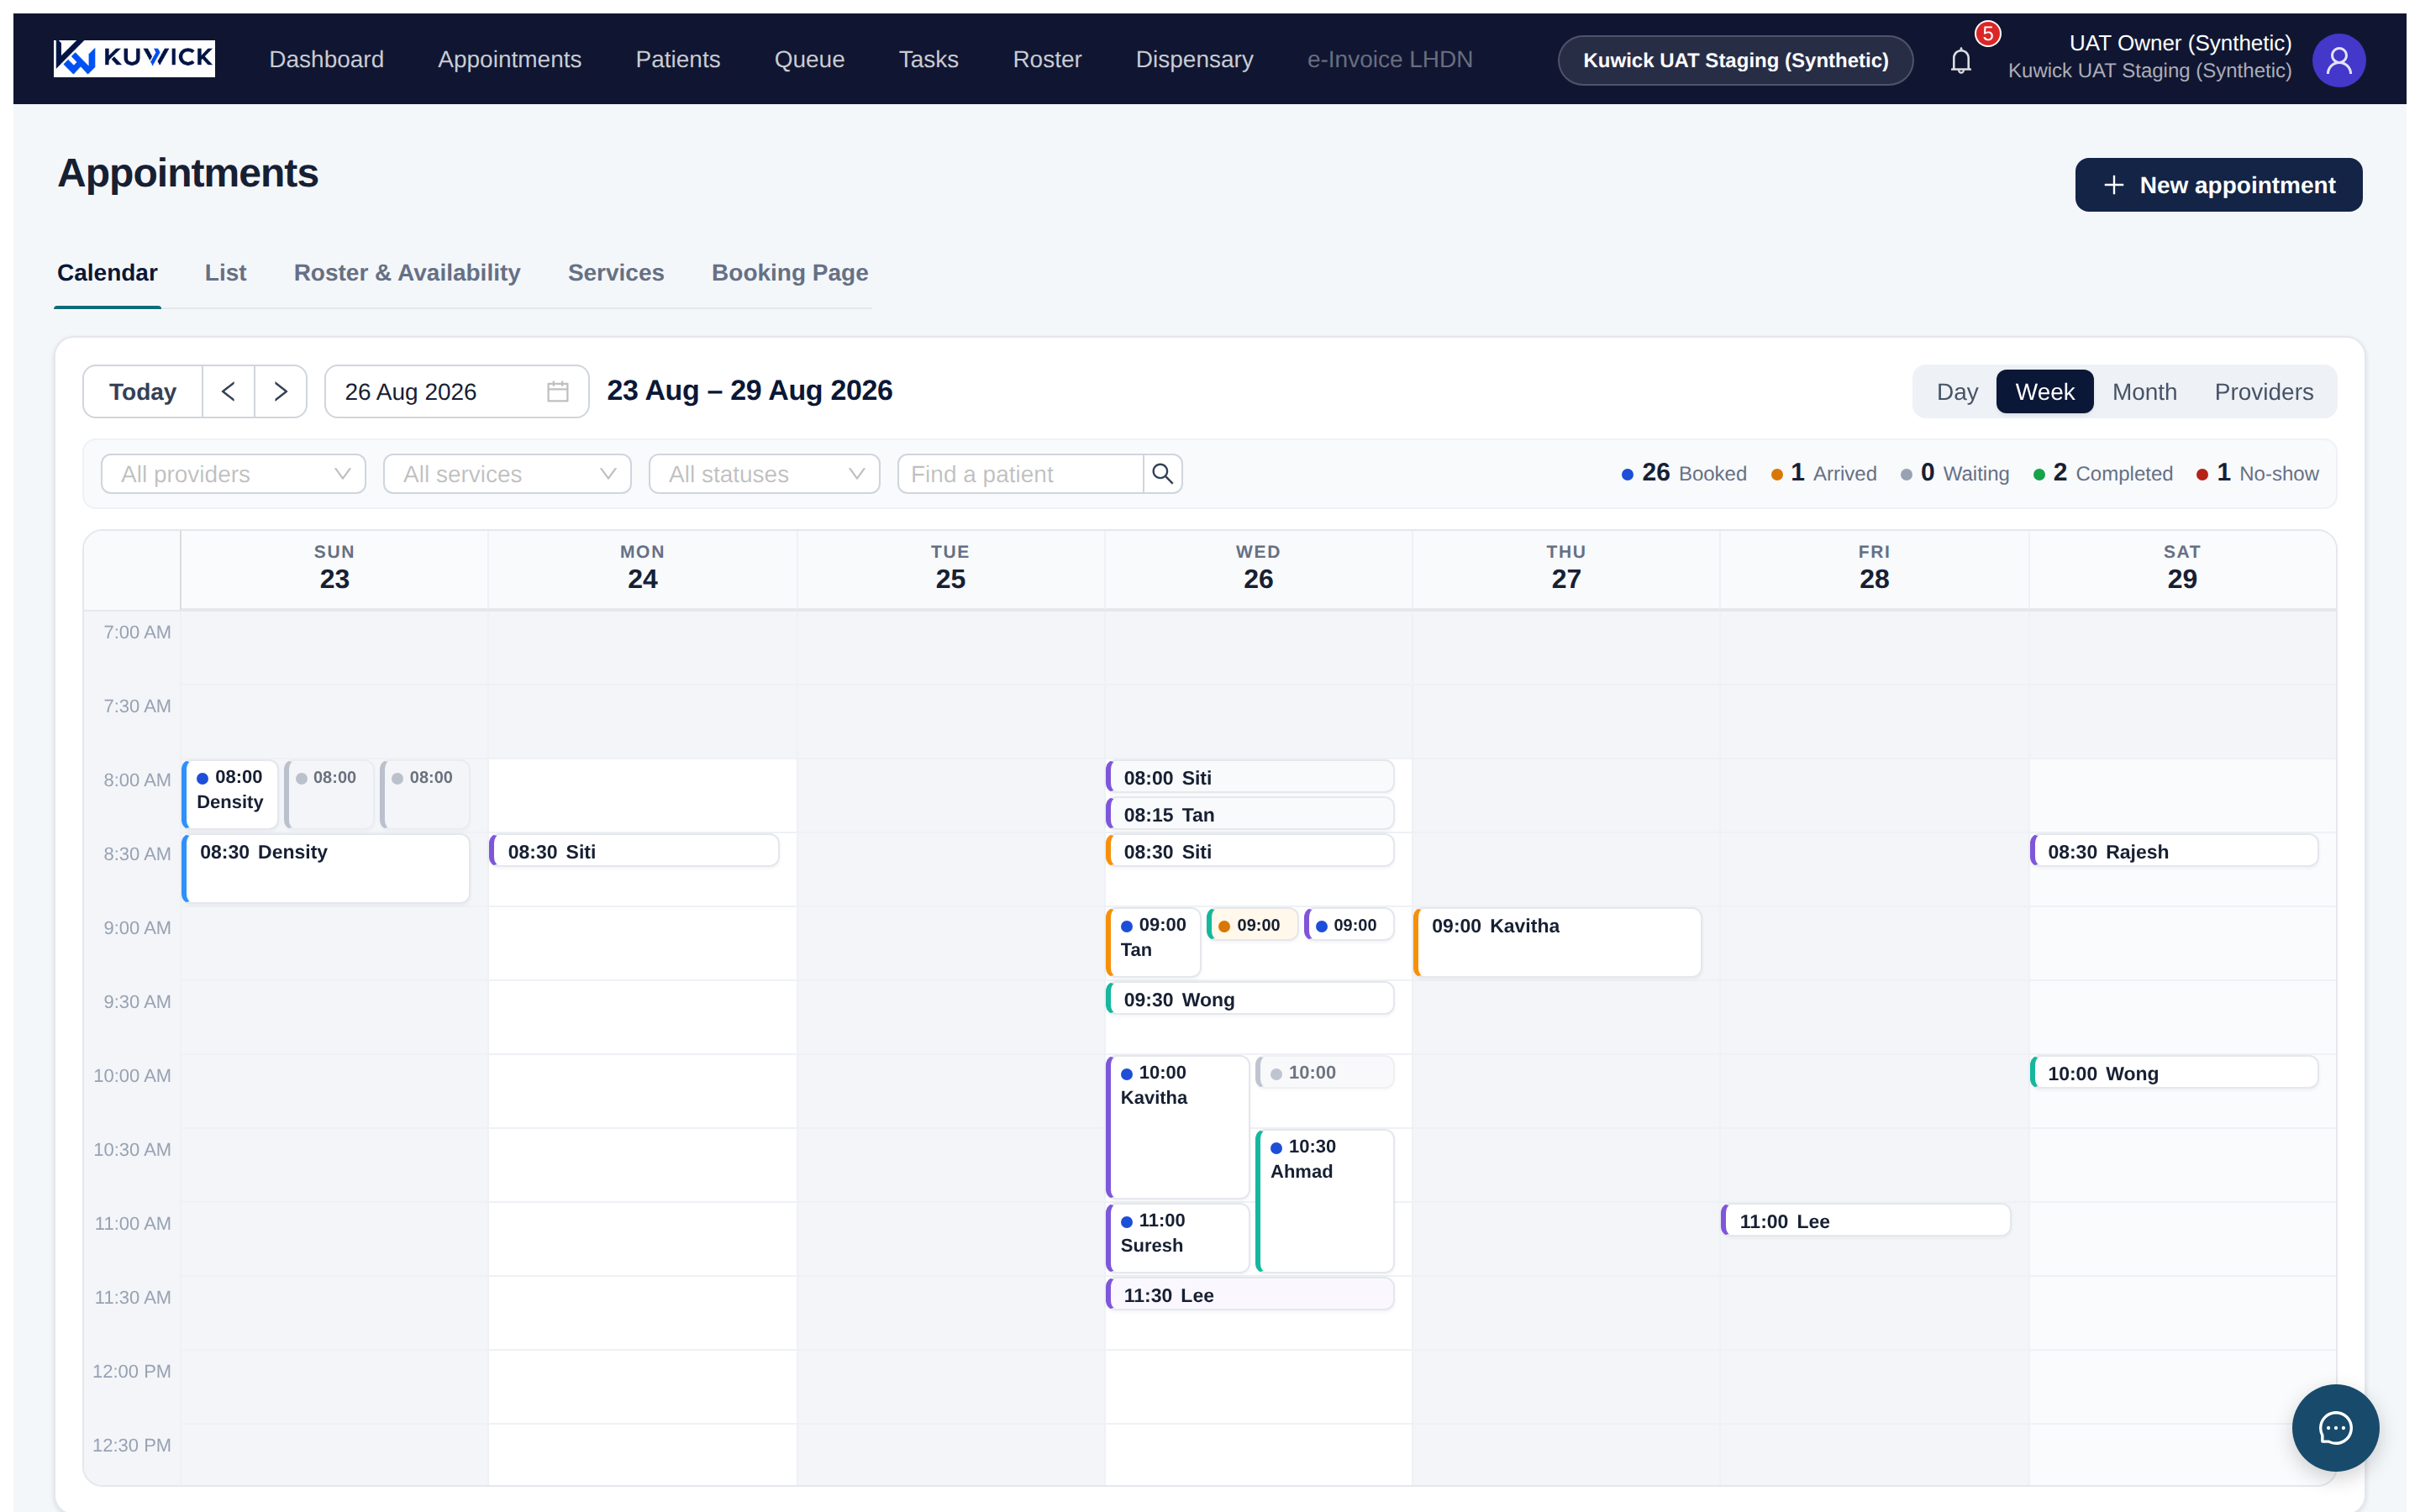 KUWICK
Dashboard Appointments Patients Queue Tasks Roster Dispensary e-Invoice LHDN
Kuwick UAT Staging (Synthetic)
5
UAT Owner (Synthetic)
Kuwick UAT Staging (Synthetic)
Appointments
New appointment
Calendar List Roster & Availability Services Booking Page
Today 26 Aug 2026 23 Aug – 29 Aug 2026 Day Week Month Providers
All providers All services All statuses Find a patient 26 Booked 1 Arrived 0 Waiting 2 Completed 1 No-show
SUN MON TUE WED THU FRI SAT
23 24 25 26 27 28 29
7:00 AM
7:30 AM
8:00 AM 08:00 08:00 08:00 08:00 Siti
Density 08:15 Tan
8:30 AM 08:30 Density 08:30 Siti 08:30 Siti 08:30 Rajesh
9:00 AM 09:00 09:00 09:00 09:00 Kavitha
Tan
9:30 AM 09:30 Wong
10:00 AM 10:00 10:00 10:00 Wong
Kavitha
10:30 AM 10:30
Ahmad
11:00 AM 11:00 11:00 Lee
Suresh
11:30 AM 11:30 Lee
12:00 PM
12:30 PM